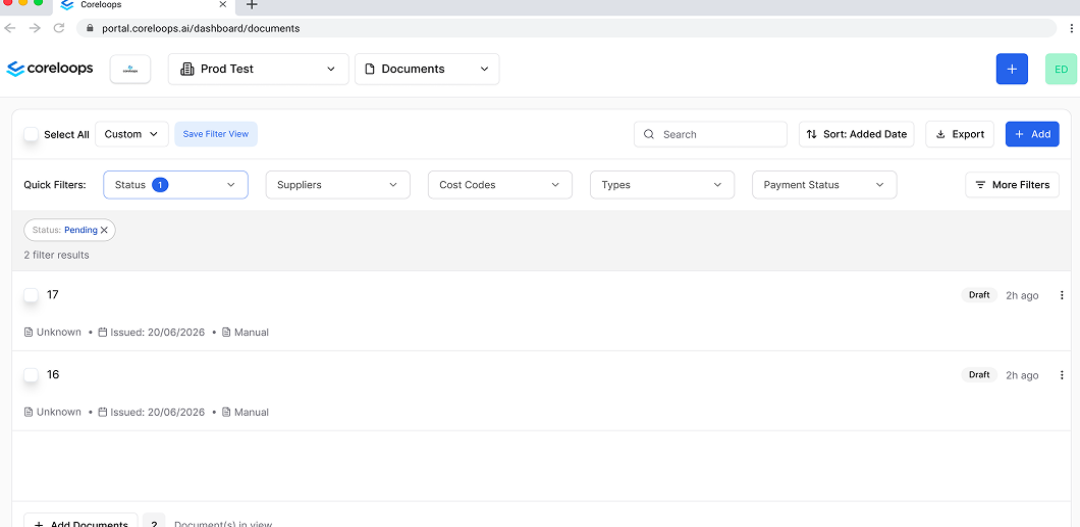 Coreloops
portal.coreloops.ai/dashboard/documents
coreloops
Prod Test
Documents
+
ED
Select All
Custom
Save Filter View
Search
Sort: Added Date
Export
+ Add
Quick Filters:
Status 1
Suppliers
Cost Codes
Types
Payment Status
More Filters
Status: Pending
2 filter results
17
Draft
2h ago
Unknown • Issued: 20/06/2026 • Manual
16
Draft
2h ago
Unknown • Issued: 20/06/2026 • Manual
+ Add Documents
2
Document(s) in view